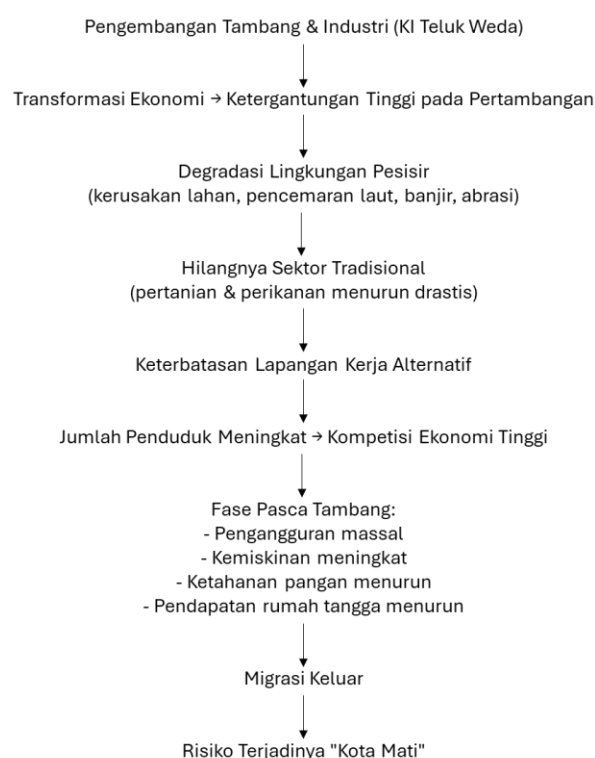 Pengembangan Tambang & Industri (KI Teluk Weda)
Transformasi Ekonomi → Ketergantungan Tinggi pada Pertambangan
Degradasi Lingkungan Pesisir
(kerusakan lahan, pencemaran laut, banjir, abrasi)
Hilangnya Sektor Tradisional
(pertanian & perikanan menurun drastis)
Keterbatasan Lapangan Kerja Alternatif
Jumlah Penduduk Meningkat → Kompetisi Ekonomi Tinggi
Fase Pasca Tambang:
- Pengangguran massal
- Kemiskinan meningkat
- Ketahanan pangan menurun
- Pendapatan rumah tangga menurun
Migrasi Keluar
Risiko Terjadinya "Kota Mati"